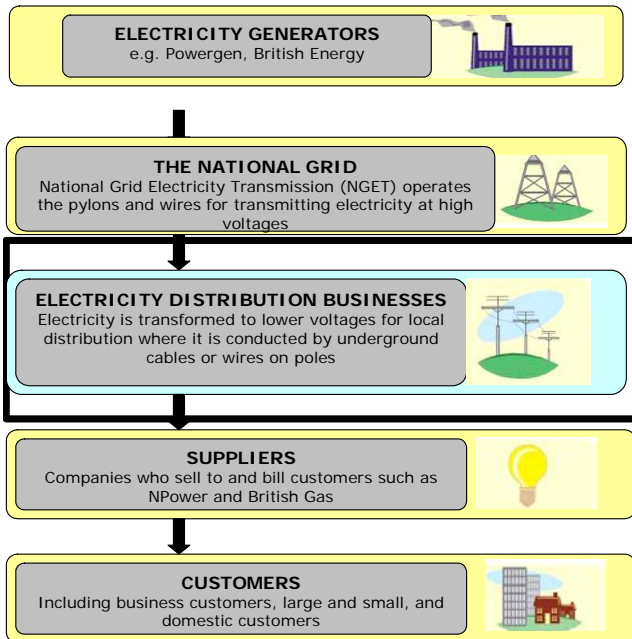 ELECTRICITY GENERATORS
e.g. Powergen, British Energy
THE NATIONAL GRID
National Grid Electricity Transmission (NGET) operates
the pylons and wires for transmitting electricity at high
voltages
ELECTRICITY DISTRIBUTION BUSINESSES
Electricity is transformed to lower voltages for local
distribution where it is conducted by underground
cables or wires on poles
SUPPLIERS
Companies who sell to and bill customers such as
NPower and British Gas
CUSTOMERS
Including business customers, large and small, and
domestic customers